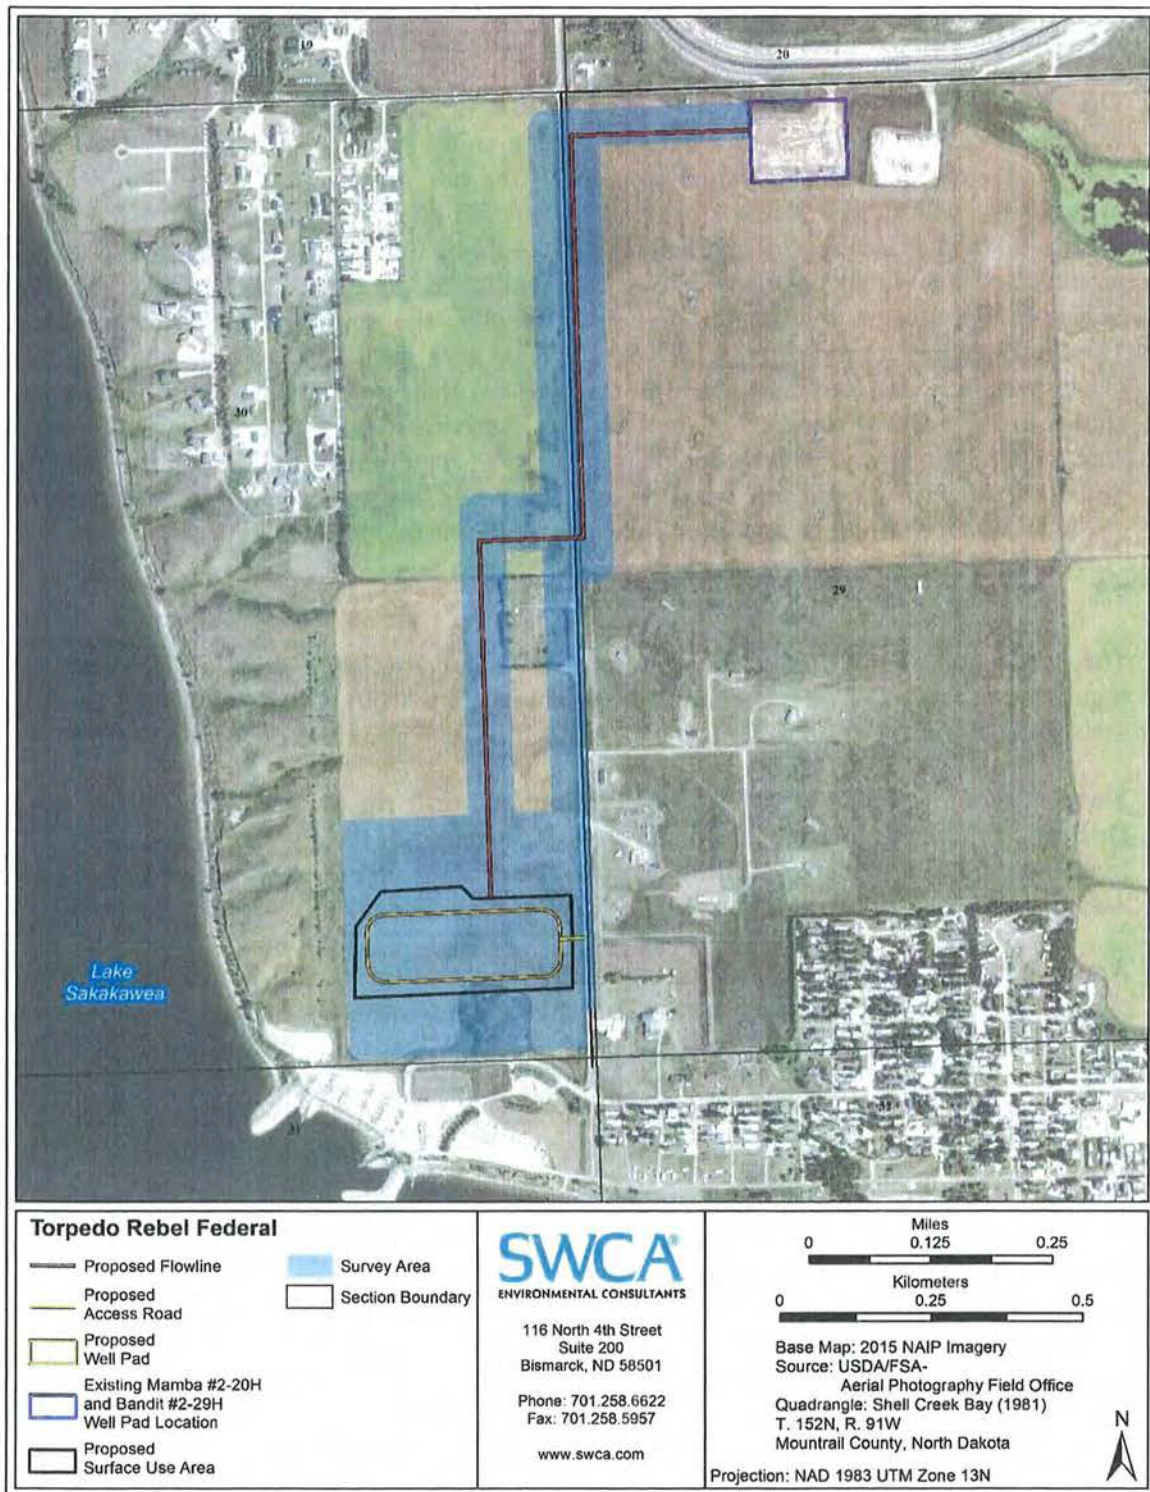 19
20
30
29
Lake
Sakakawea
31
Torpedo Rebel Federal
Proposed Flowline
Proposed
Access Road
Proposed
Well Pad
Existing Mamba #2-20H
and Bandit #2-29H
Well Pad Location
Proposed
Surface Use Area
Survey Area
Section Boundary
SWCA®
ENVIRONMENTAL CONSULTANTS
116 North 4th Street
Suite 200
Bismarck, ND 58501
Phone: 701.258.6622
Fax: 701.258.5957
www.swca.com
Miles
0 0.125 0.25
Kilometers
0 0.25 0.5
Base Map: 2015 NAIP Imagery
Source: USDA/FSA-
Aerial Photography Field Office
Quadrangle: Shell Creek Bay (1981)
T. 152N, R. 91W
Mountrail County, North Dakota
N
Projection: NAD 1983 UTM Zone 13N